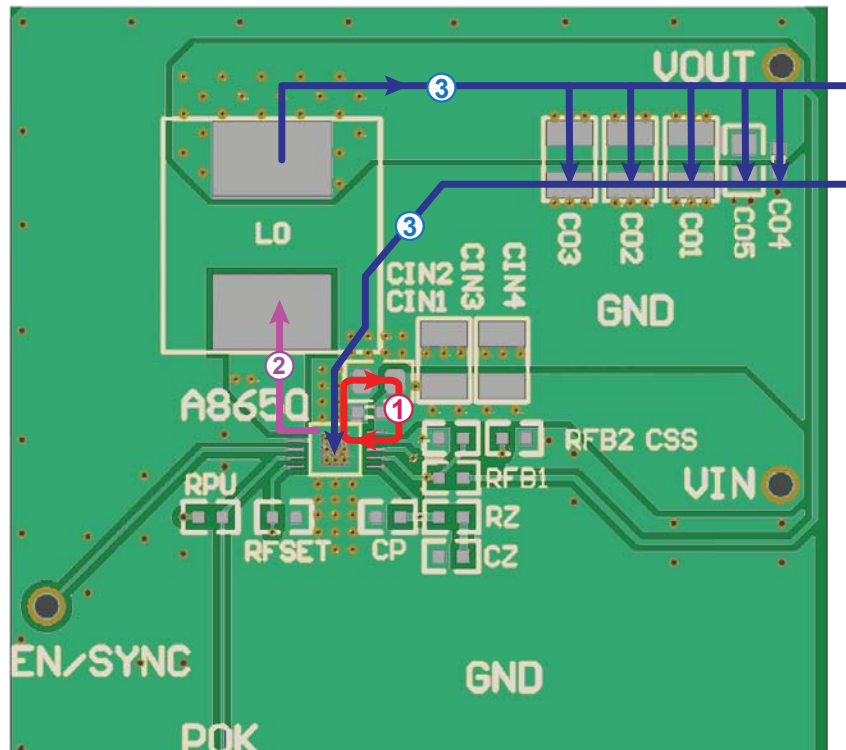 VOUT
3
3
LO
CO3
CO2
CO1
CO5
CO4
CIN2
CIN1
CIN3
CIN4
GND
2
1
A8650
RFB2 CSS
RFB1
VIN
RPU
RFSET
CP
RZ
CZ
EN/SYNC
GND
POK